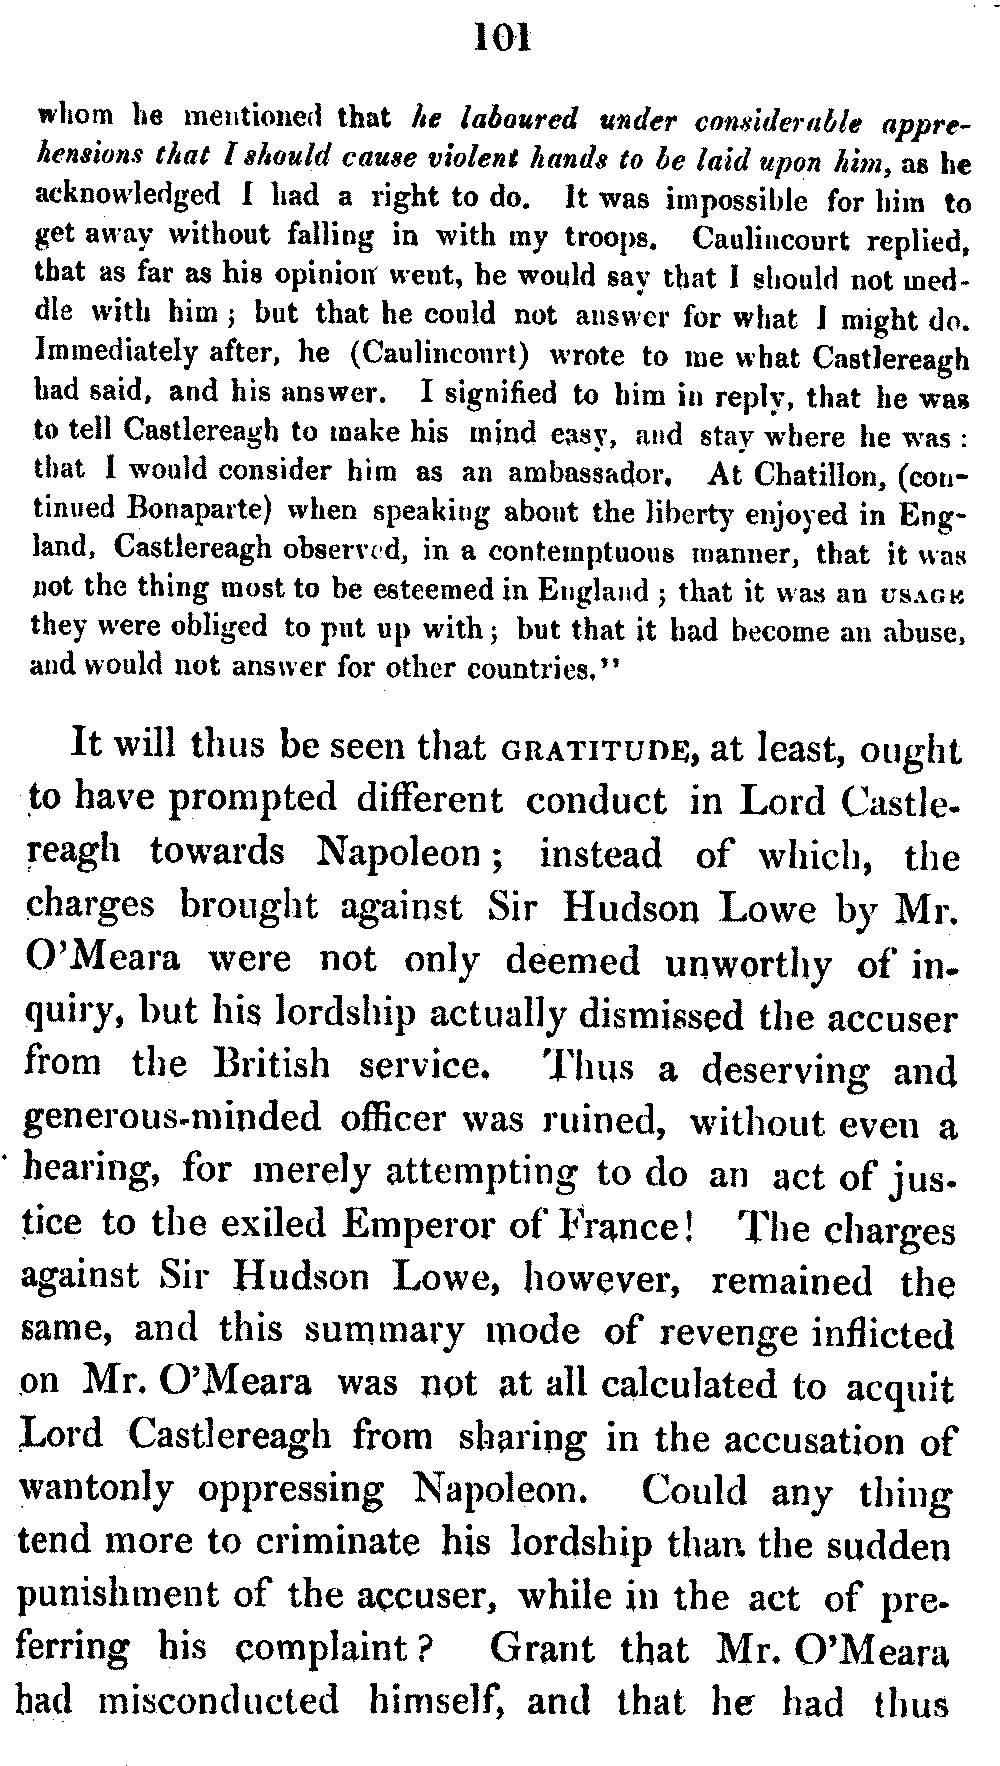 101
whom he mentioned that he laboured under considerable appre-
hensions that I should cause violent hands to be laid upon him, as he
acknowledged I had a right to do. It was impossible for him to
get away without falling in with my troops. Caulincourt replied,
that as far as his opinion went, he would say that I should not med-
dle with him; but that he could not answer for what I might do.
Immediately after, he (Caulincourt) wrote to me what Castlereagh
had said, and his answer. I signified to him in reply, that he was
to tell Castlereagh to make his mind easy, and stay where he was:
that I would consider him as an ambassador. At Chatillon, (con-
tinued Bonaparte) when speaking about the liberty enjoyed in Eng-
land, Castlereagh observed, in a contemptuous manner, that it was
not the thing most to be esteemed in England; that it was an USAGE
they were obliged to put up with; but that it had become an abuse,
and would not answer for other countries."
It will thus be seen that GRATITUDE, at least, ought
to have prompted different conduct in Lord Castle-
reagh towards Napoleon; instead of which, the
charges brought against Sir Hudson Lowe by Mr.
O'Meara were not only deemed unworthy of in-
quiry, but his lordship actually dismissed the accuser
from the British service. Thus a deserving and
generous-minded officer was ruined, without even a
hearing, for merely attempting to do an act of jus-
tice to the exiled Emperor of France! The charges
against Sir Hudson Lowe, however, remained the
same, and this summary mode of revenge inflicted
on Mr. O'Meara was not at all calculated to acquit
Lord Castlereagh from sharing in the accusation of
wantonly oppressing Napoleon. Could any thing
tend more to criminate his lordship than the sudden
punishment of the accuser, while in the act of pre-
ferring his complaint? Grant that Mr. O'Meara
had misconducted himself, and that he had thus